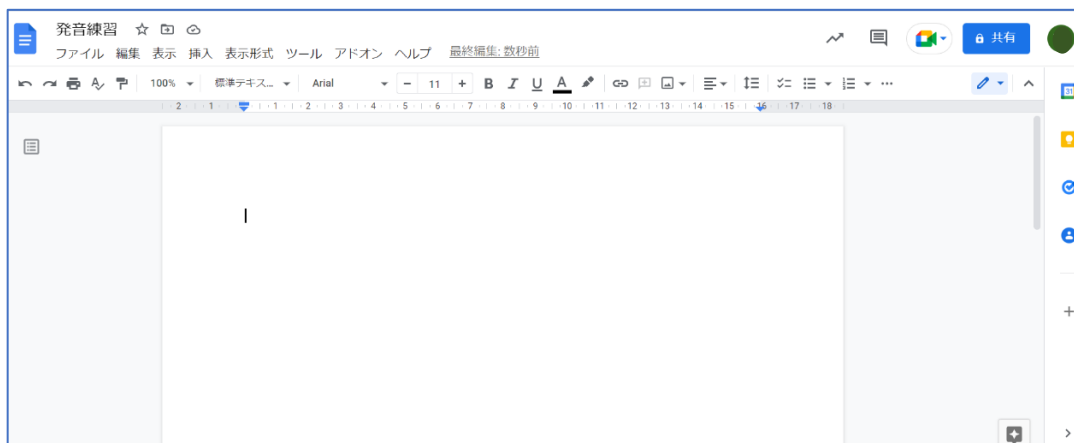 発音練習
ファイル 編集 表示 挿入 表示形式 ツール アドオン ヘルプ 最終編集: 数秒前
共有
100% 標準テキス... Arial - 11 + B I U A
2 1 1 2 3 4 5 6 7 8 9 10 11 12 13 14 15 16 17 18
31